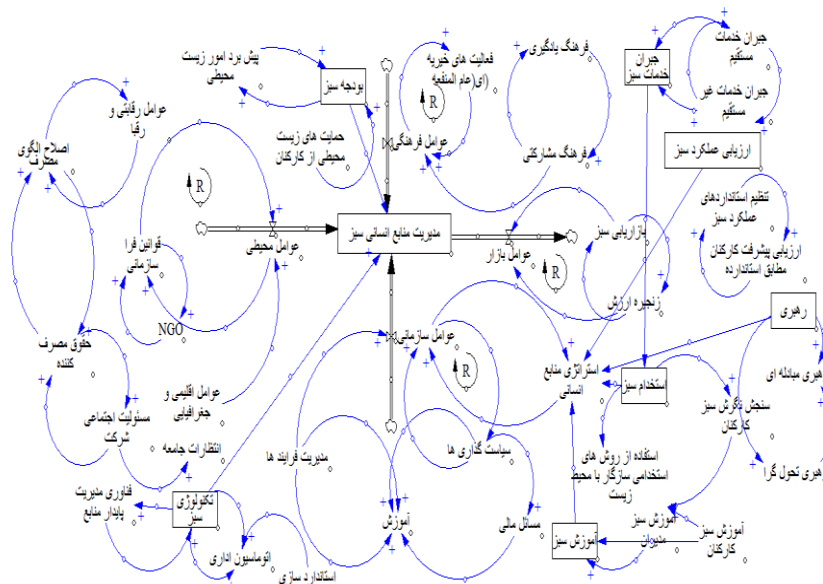 پیش برد امور زیست
محیطی
بودجه سبز
حمایت های زیست
محیطی از کارکنان
فعالیت های خیریه
(ای(عام المنفعه
R
عوامل فرهنگی
فرهنگ یادگیری
فرهنگ مشارکتی
جبران
خدمات سبز
جبران خدمات
مستقیم
جبران خدمات غیر
مستقیم
ارزیابی عملکرد سبز
تنظیم استانداردهای
عملکرد سبز
ارزیابی پیشرفت کارکنان
مطابق استاندارده
عوامل رقابتی و
رقبا
اصلاح الگوی
مصرف
R
قوانین فرا
سازمانی
NGO
عوامل محیطی
مدیریت منابع انسانی سبز
عوامل بازار
بازاریابی سبز
R
زنجیره ارزش
حقوق مصرف
کننده
مسئولیت اجتماعی
شرکت
انتظارات جامعه
عوامل اقلیمی و
جغرافیایی
عوامل سازمانی
R
استراتژی منابع
انسانی
رهبری
رهبری مبادله ای
رهبری تحول گرا
استخدام سبز
سنجش نگرش سبز
کارکنان
استفاده از روش های
استخدامی سازگار با محیط
زیست
مدیریت فرایند ها
سیاست گذاری ها
آموزش
مسائل مالی
فناوری مدیریت
پایدار منابع
تکنولوژی
سبز
اتوماسیون اداری
استاندارد سازی
آموزش سبز
آموزش سبز
مدیران
آموزش سبز
کارکنان